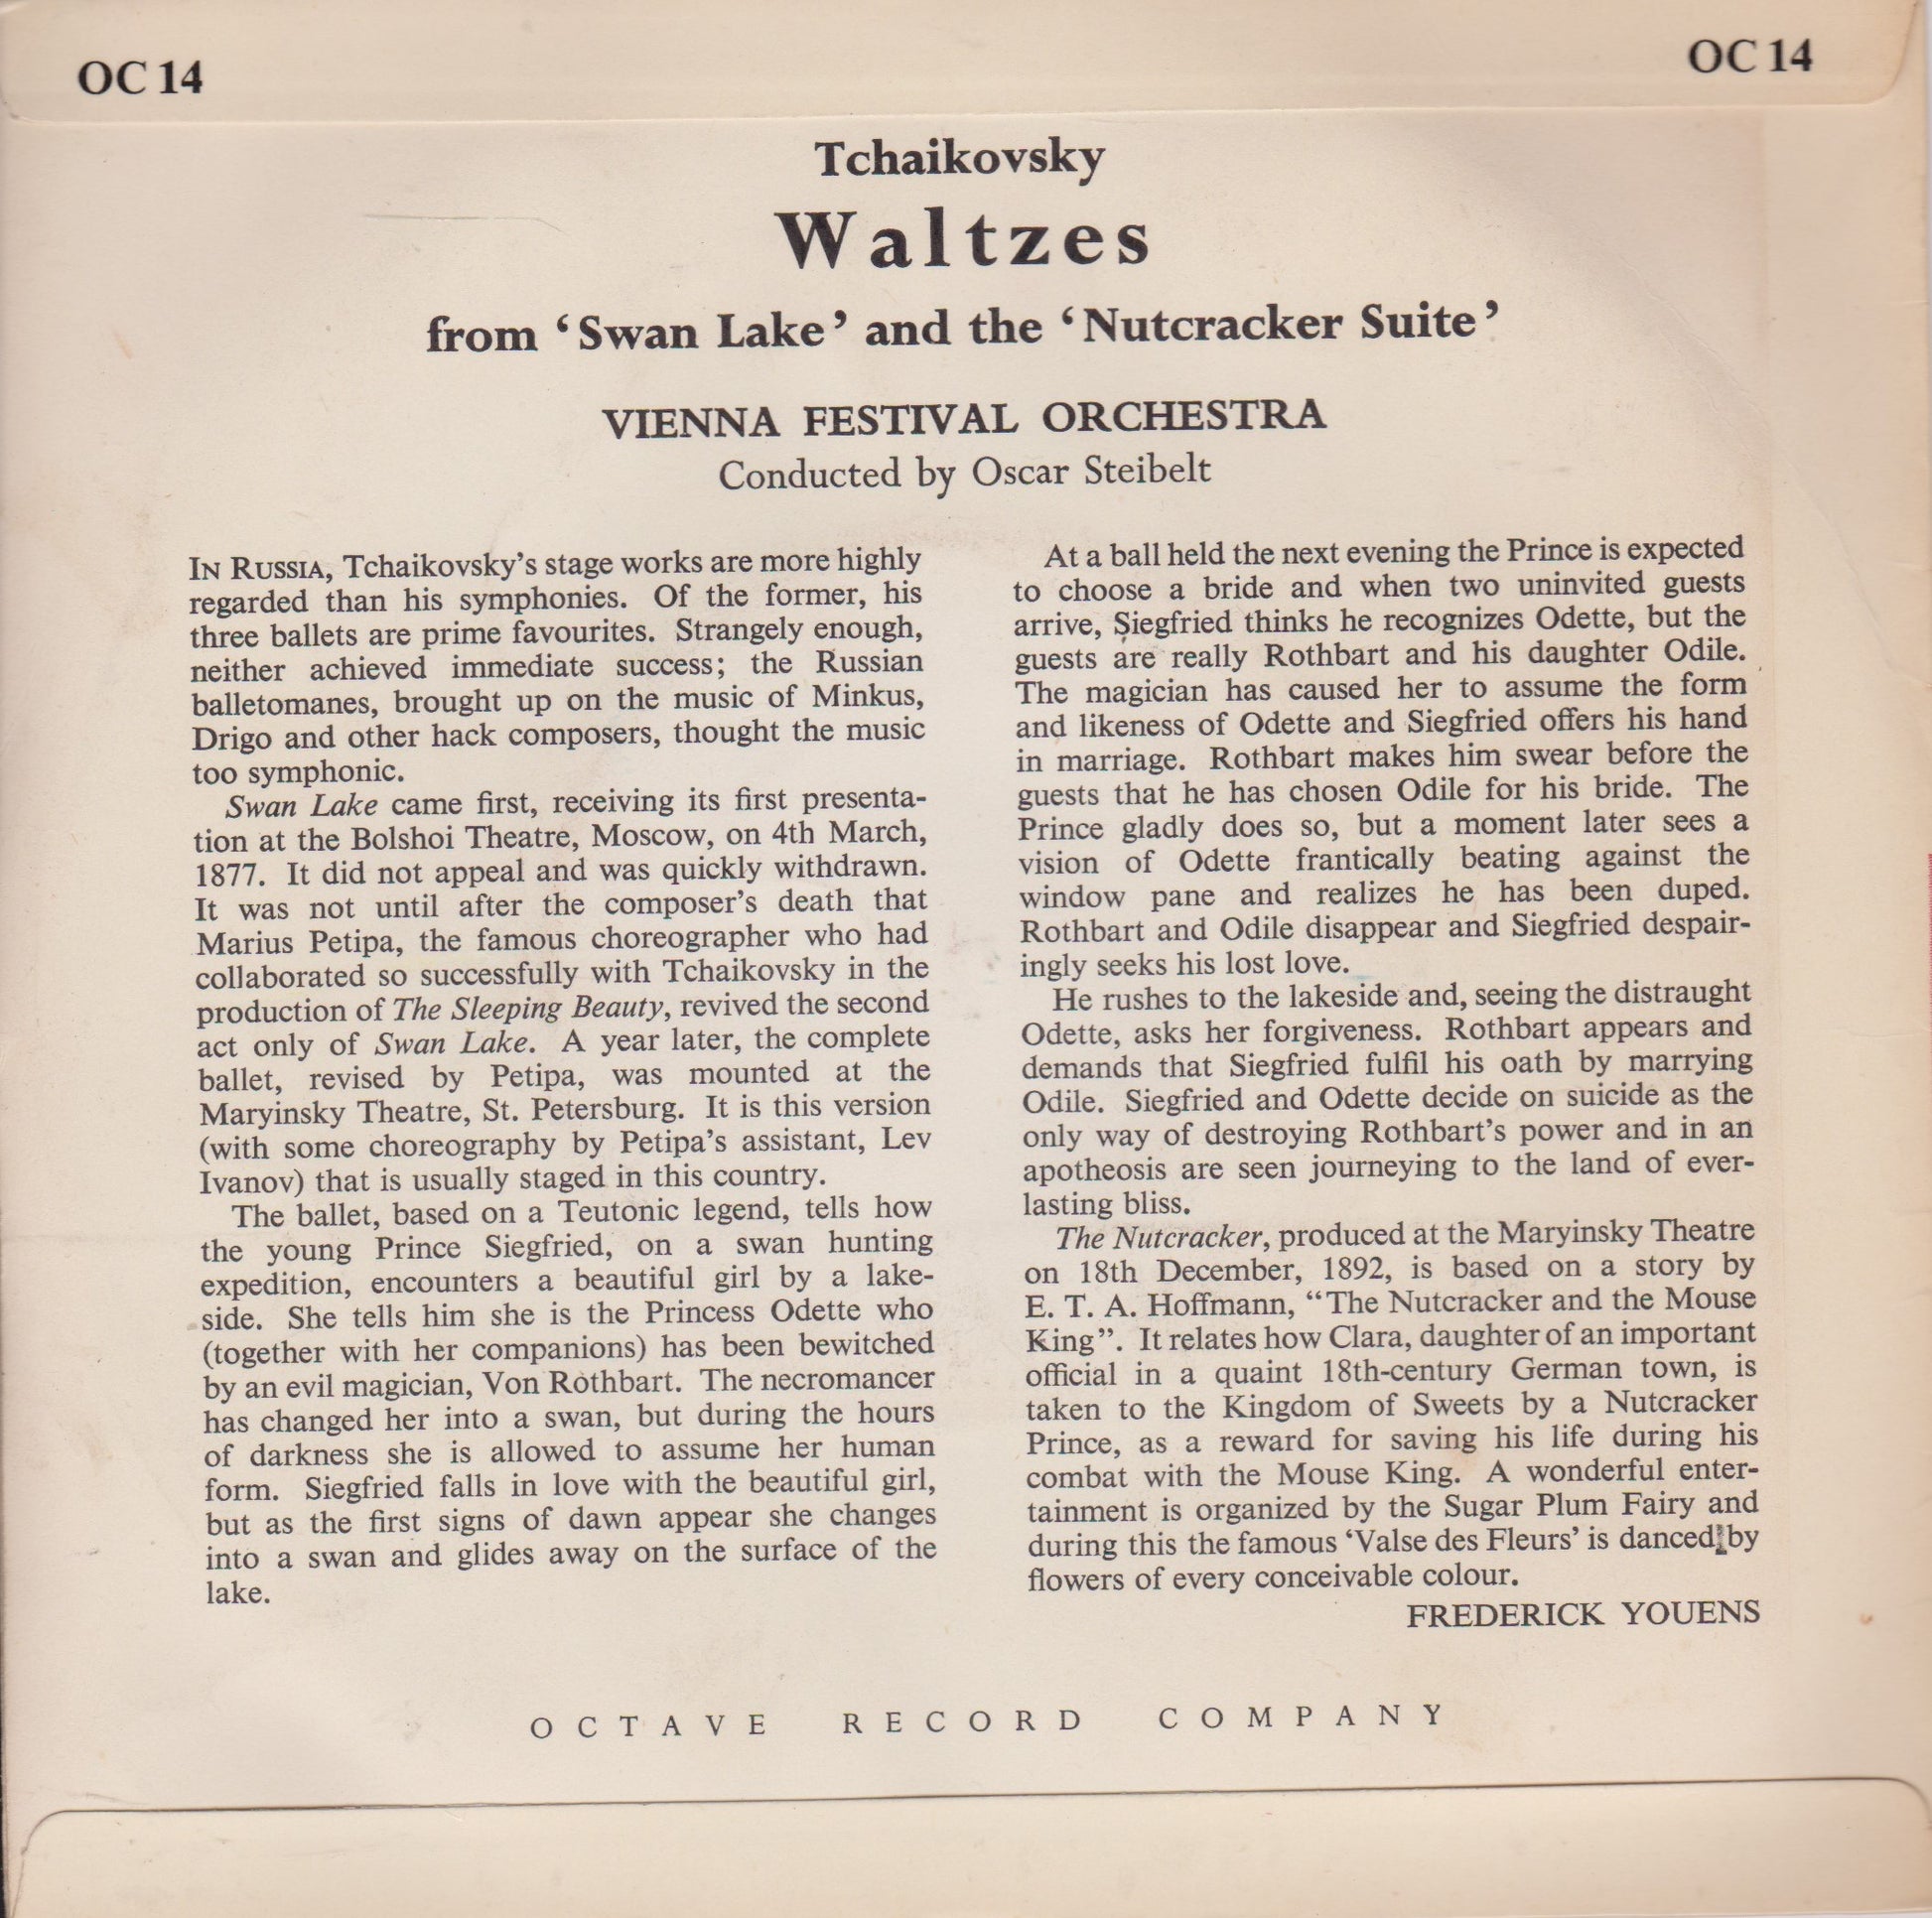 OC 14
OC 14
Tchaikovsky
Waltzes
from ‘Swan Lake’ and the ‘Nutcracker Suite’
VIENNA FESTIVAL ORCHESTRA
Conducted by Oscar Steibelt
IN RUSSIA, Tchaikovsky’s stage works are more highly
regarded than his symphonies. Of the former, his
three ballets are prime favourites. Strangely enough,
neither achieved immediate success; the Russian
balletomanes, brought up on the music of Minkus,
Drigo and other hack composers, thought the music
too symphonic.
Swan Lake came first, receiving its first presenta-
tion at the Bolshoi Theatre, Moscow, on 4th March,
1877. It did not appeal and was quickly withdrawn.
It was not until after the composer’s death that
Marius Petipa, the famous choreographer who had
collaborated so successfully with Tchaikovsky in the
production of The Sleeping Beauty, revived the second
act only of Swan Lake. A year later, the complete
ballet, revised by Petipa, was mounted at the
Maryinsky Theatre, St. Petersburg. It is this version
(with some choreography by Petipa’s assistant, Lev
Ivanov) that is usually staged in this country.
The ballet, based on a Teutonic legend, tells how
the young Prince Siegfried, on a swan hunting
expedition, encounters a beautiful girl by a lake-
side. She tells him she is the Princess Odette who
(together with her companions) has been bewitched
by an evil magician, Von Rothbart. The necromancer
has changed her into a swan, but during the hours
of darkness she is allowed to assume her human
form. Siegfried falls in love with the beautiful girl,
but as the first signs of dawn appear she changes
into a swan and glides away on the surface of the
lake.
At a ball held the next evening the Prince is expected
to choose a bride and when two uninvited guests
arrive, Siegfried thinks he recognizes Odette, but the
guests are really Rothbart and his daughter Odile.
The magician has caused her to assume the form
and likeness of Odette and Siegfried offers his hand
in marriage. Rothbart makes him swear before the
guests that he has chosen Odile for his bride. The
Prince gladly does so, but a moment later sees a
vision of Odette frantically beating against the
window pane and realizes he has been duped.
Rothbart and Odile disappear and Siegfried despair-
ingly seeks his lost love.
He rushes to the lakeside and, seeing the distraught
Odette, asks her forgiveness. Rothbart appears and
demands that Siegfried fulfil his oath by marrying
Odile. Siegfried and Odette decide on suicide as the
only way of destroying Rothbart’s power and in an
apotheosis are seen journeying to the land of ever-
lasting bliss.
The Nutcracker, produced at the Maryinsky Theatre
on 18th December, 1892, is based on a story by
E. T. A. Hoffmann, “The Nutcracker and the Mouse
King”. It relates how Clara, daughter of an important
official in a quaint 18th-century German town, is
taken to the Kingdom of Sweets by a Nutcracker
Prince, as a reward for saving his life during his
combat with the Mouse King. A wonderful enter-
tainment is organized by the Sugar Plum Fairy and
during this the famous ‘Valse des Fleurs’ is danced by
flowers of every conceivable colour.
FREDERICK YOUENS
OCTAVE RECORD COMPANY